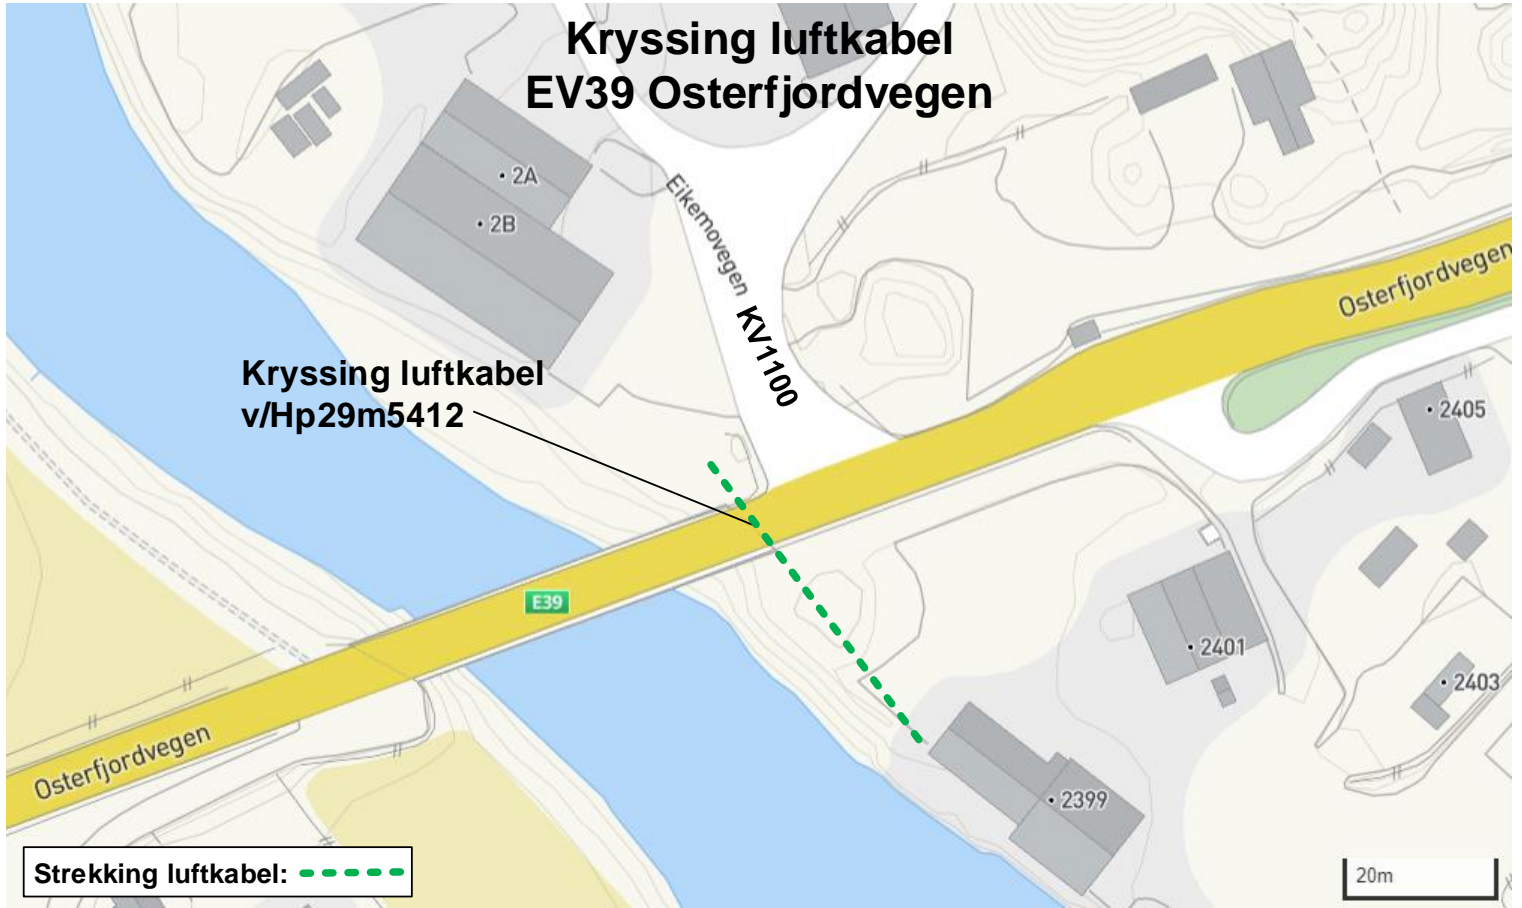 Kryssing luftkabel
EV39 Osterfjordvegen
2A
2B
Eikemovegen
KV1100
Osterfjordvegen
Kryssing luftkabel
v/Hp29m5412
2405
E39
2401
2403
Osterfjordvegen
2399
Strekking luftkabel:
20m